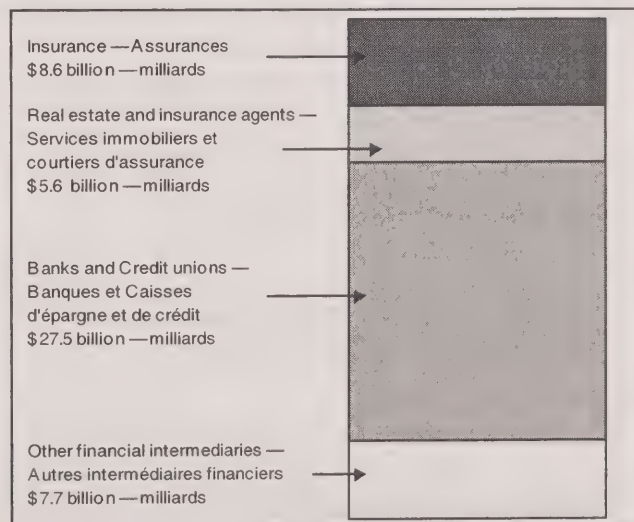 Insurance — Assurances
$8.6 billion — milliards
Real estate and insurance agents —
Services immobiliers et
courtiers d'assurance
$5.6 billion — milliards
Banks and Credit unions —
Banques et Caisses
d'épargne et de crédit
$27.5 billion — milliards
Other financial intermediaries —
Autres intermédiaires financiers
$7.7 billion — milliards